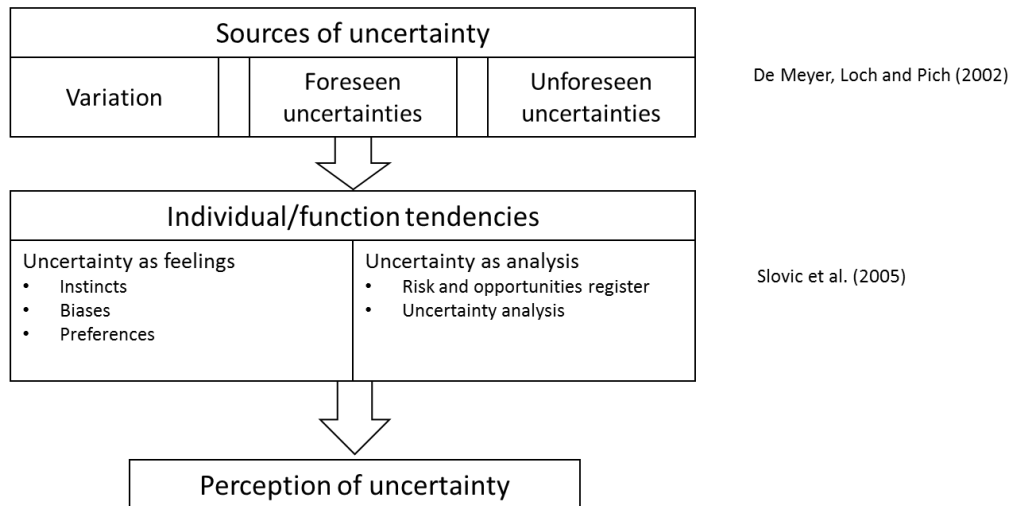 Sources of uncertainty
Variation
Foreseen
uncertainties
Unforeseen
uncertainties
De Meyer, Loch and Pich (2002)
Individual/function tendencies
Uncertainty as feelings
• Instincts
• Biases
• Preferences
Uncertainty as analysis
• Risk and opportunities register
• Uncertainty analysis
Slovic et al. (2005)
Perception of uncertainty